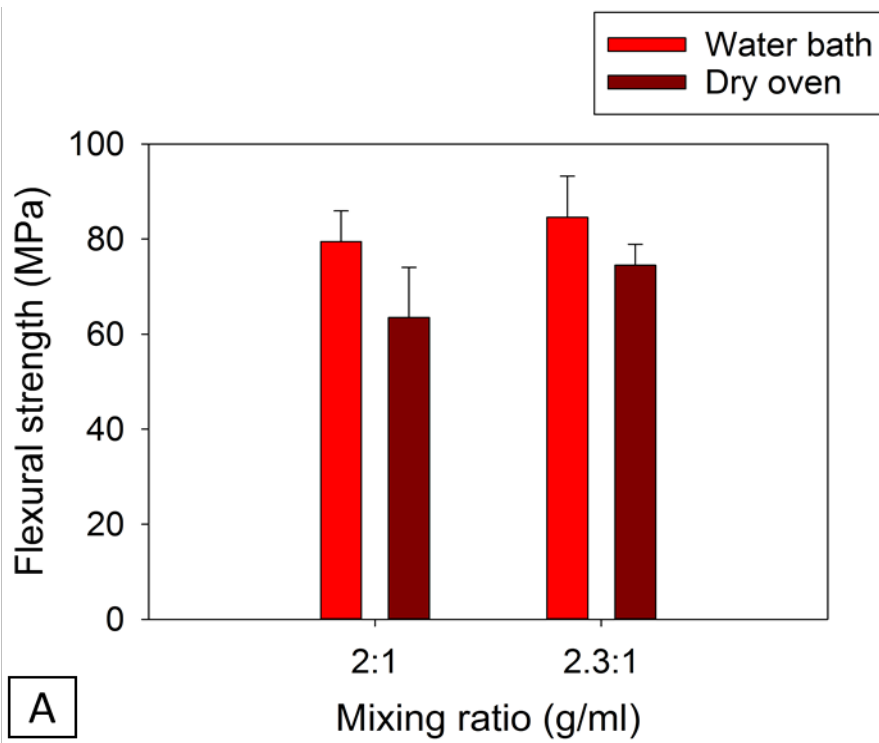 Water bath
Dry oven
100
80
60
40
20
0
Flexural strength (MPa)
2:1
2.3:1
Mixing ratio (g/ml)
A